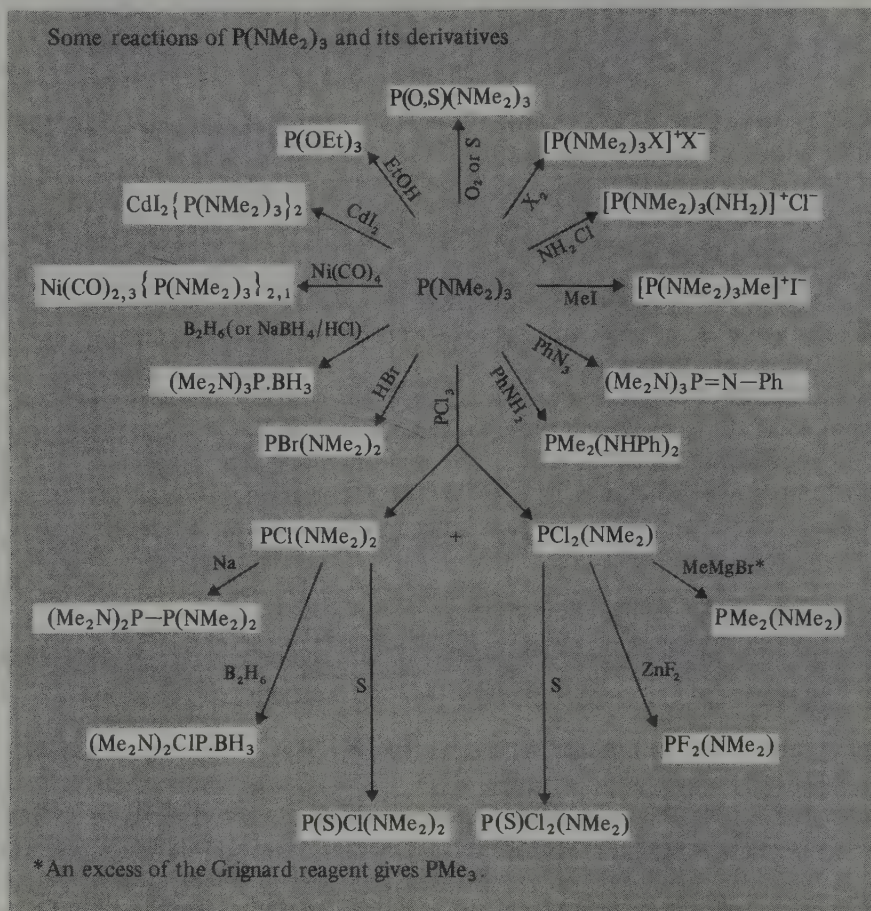 Some reactions of P(NMe₂)₃ and its derivatives
P(O,S)(NMe₂)₃
P(OEt)₃
[P(NMe₂)₃X]⁺X⁻
EtOH
O₂ or S
X₂
CdI₂{P(NMe₂)₃}₂
CdI₂
[P(NMe₂)₃(NH₂)]⁺Cl⁻
NH₂Cl
Ni(CO)₂,₃{P(NMe₂)₃}₂,₁
Ni(CO)₄
P(NMe₂)₃
MeI
[P(NMe₂)₃Me]⁺I⁻
B₂H₆(or NaBH₄/HCl)
PhN₃
(Me₂N)₃P.BH₃
HBr
PCl₃
PhNH₂
(Me₂N)₃P=N—Ph
PBr(NMe₂)₂
PMe₂(NHPh)₂
PCl(NMe₂)₂ + PCl₂(NMe₂)
Na
MeMgBr*
(Me₂N)₂P—P(NMe₂)₂
PMe₂(NMe₂)
B₂H₆
S
S
ZnF₂
(Me₂N)₂ClP.BH₃
PF₂(NMe₂)
P(S)Cl(NMe₂)₂
P(S)Cl₂(NMe₂)
*An excess of the Grignard reagent gives PMe₃.